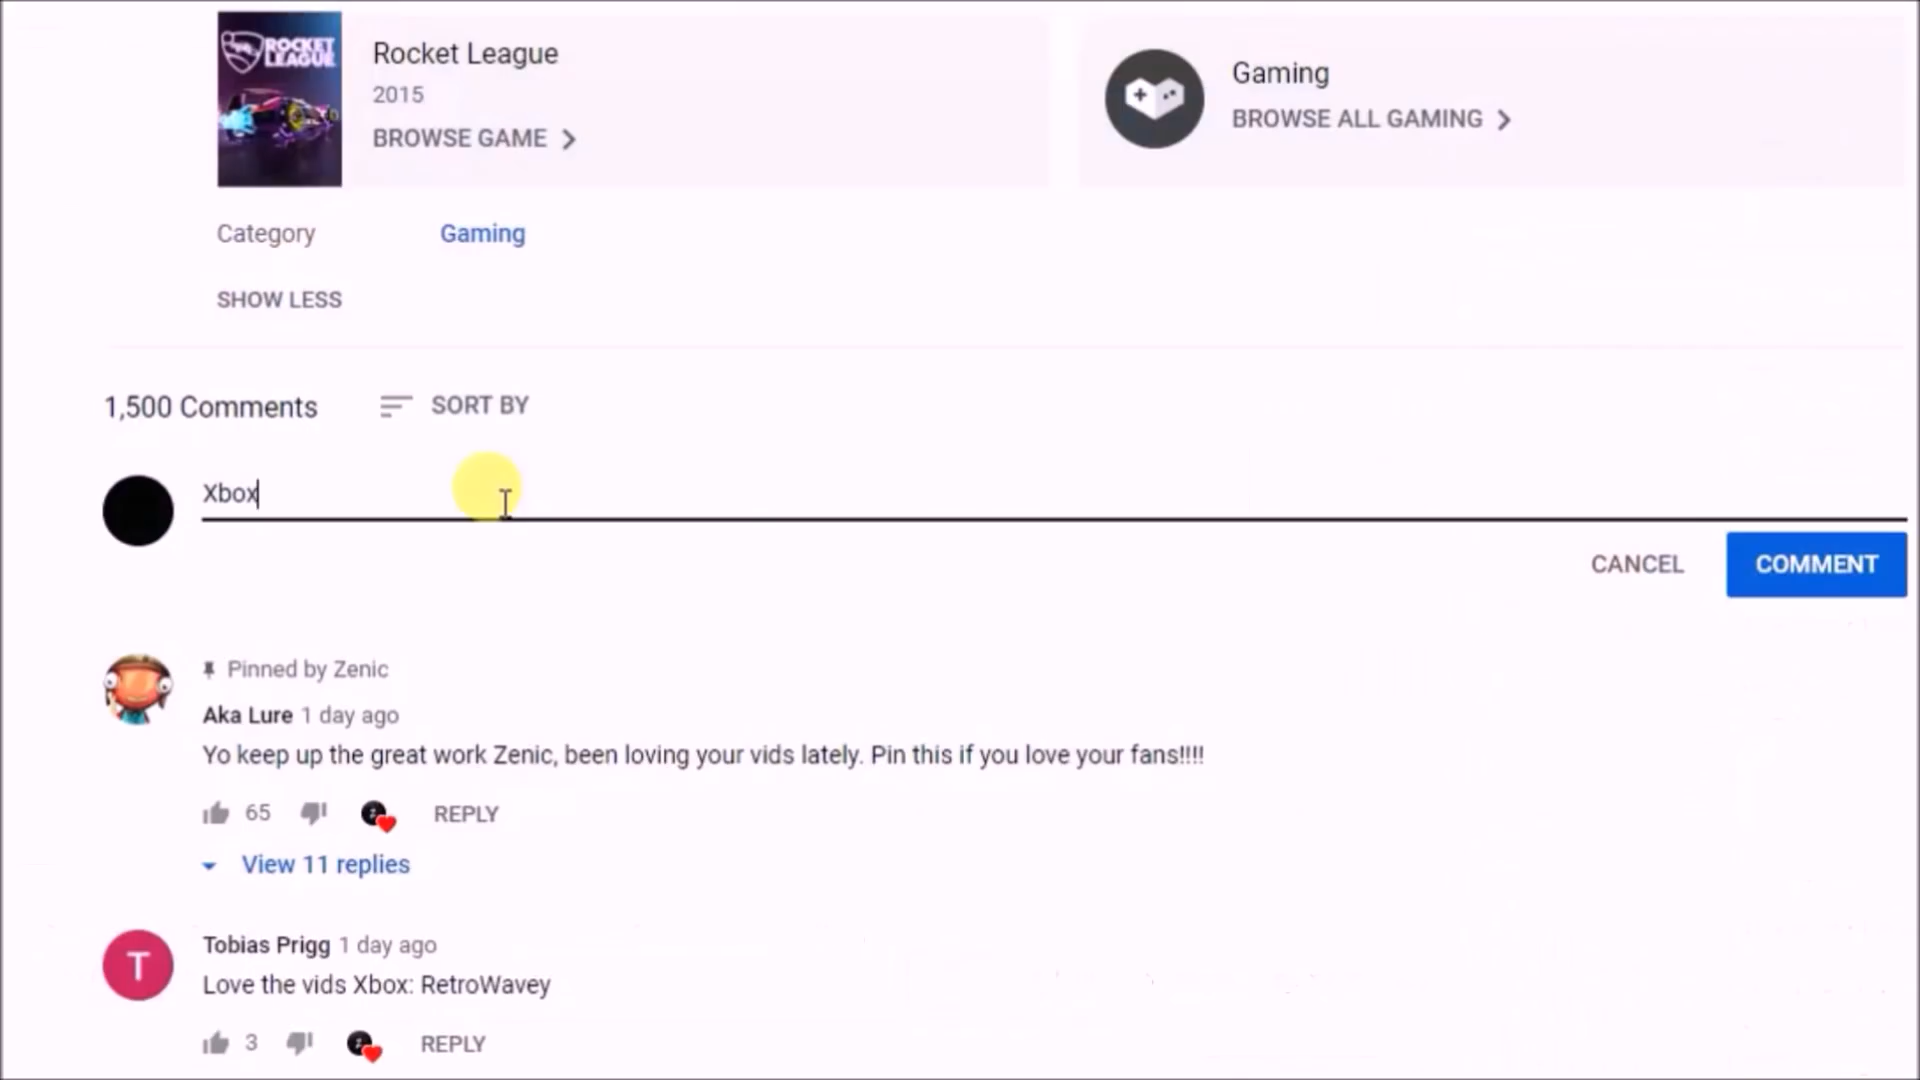 ROCKET
LEAGUE
Rocket League
2015
BROWSE GAME
Gaming
BROWSE ALL GAMING
Category
Gaming
SHOW LESS
1,500 Comments
SORT BY
Xbox
CANCEL
COMMENT
Pinned by Zenic
Aka Lure 1 day ago
Yo keep up the great work Zenic, been loving your vids lately. Pin this if you love your fans!!!!
65
REPLY
View 11 replies
T
Tobias Prigg 1 day ago
Love the vids Xbox: RetroWavey
3
REPLY